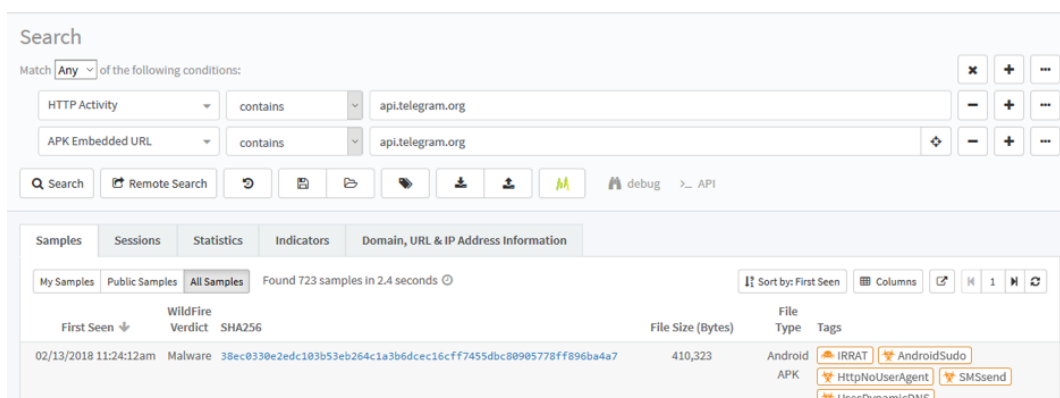 Search
Match Any of the following conditions:
HTTP Activity contains api.telegram.org
APK Embedded URL contains api.telegram.org
Search Remote Search debug >_ API
Samples Sessions Statistics Indicators Domain, URL & IP Address Information
My Samples Public Samples All Samples Found 723 samples in 2.4 seconds Sort by: First Seen Columns 1
First Seen WildFire Verdict SHA256 File Size (Bytes) File Type Tags
02/13/2018 11:24:12am Malware 38ec0330e2edc103b53eb264c1a3b6dcec16cff7455dbc80905778ff896ba4a7 410,323 Android APK IRRAT AndroidSudo
HttpNoUserAgent SMSsend
UsesDynamicDNS